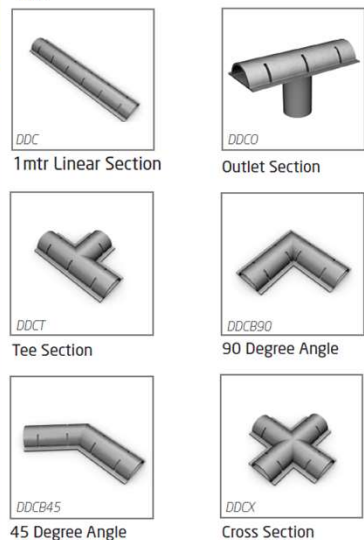 DDC
1mtr Linear Section
DDCO
Outlet Section
DDCT
Tee Section
DDCB90
90 Degree Angle
DDCB45
45 Degree Angle
DDCX
Cross Section